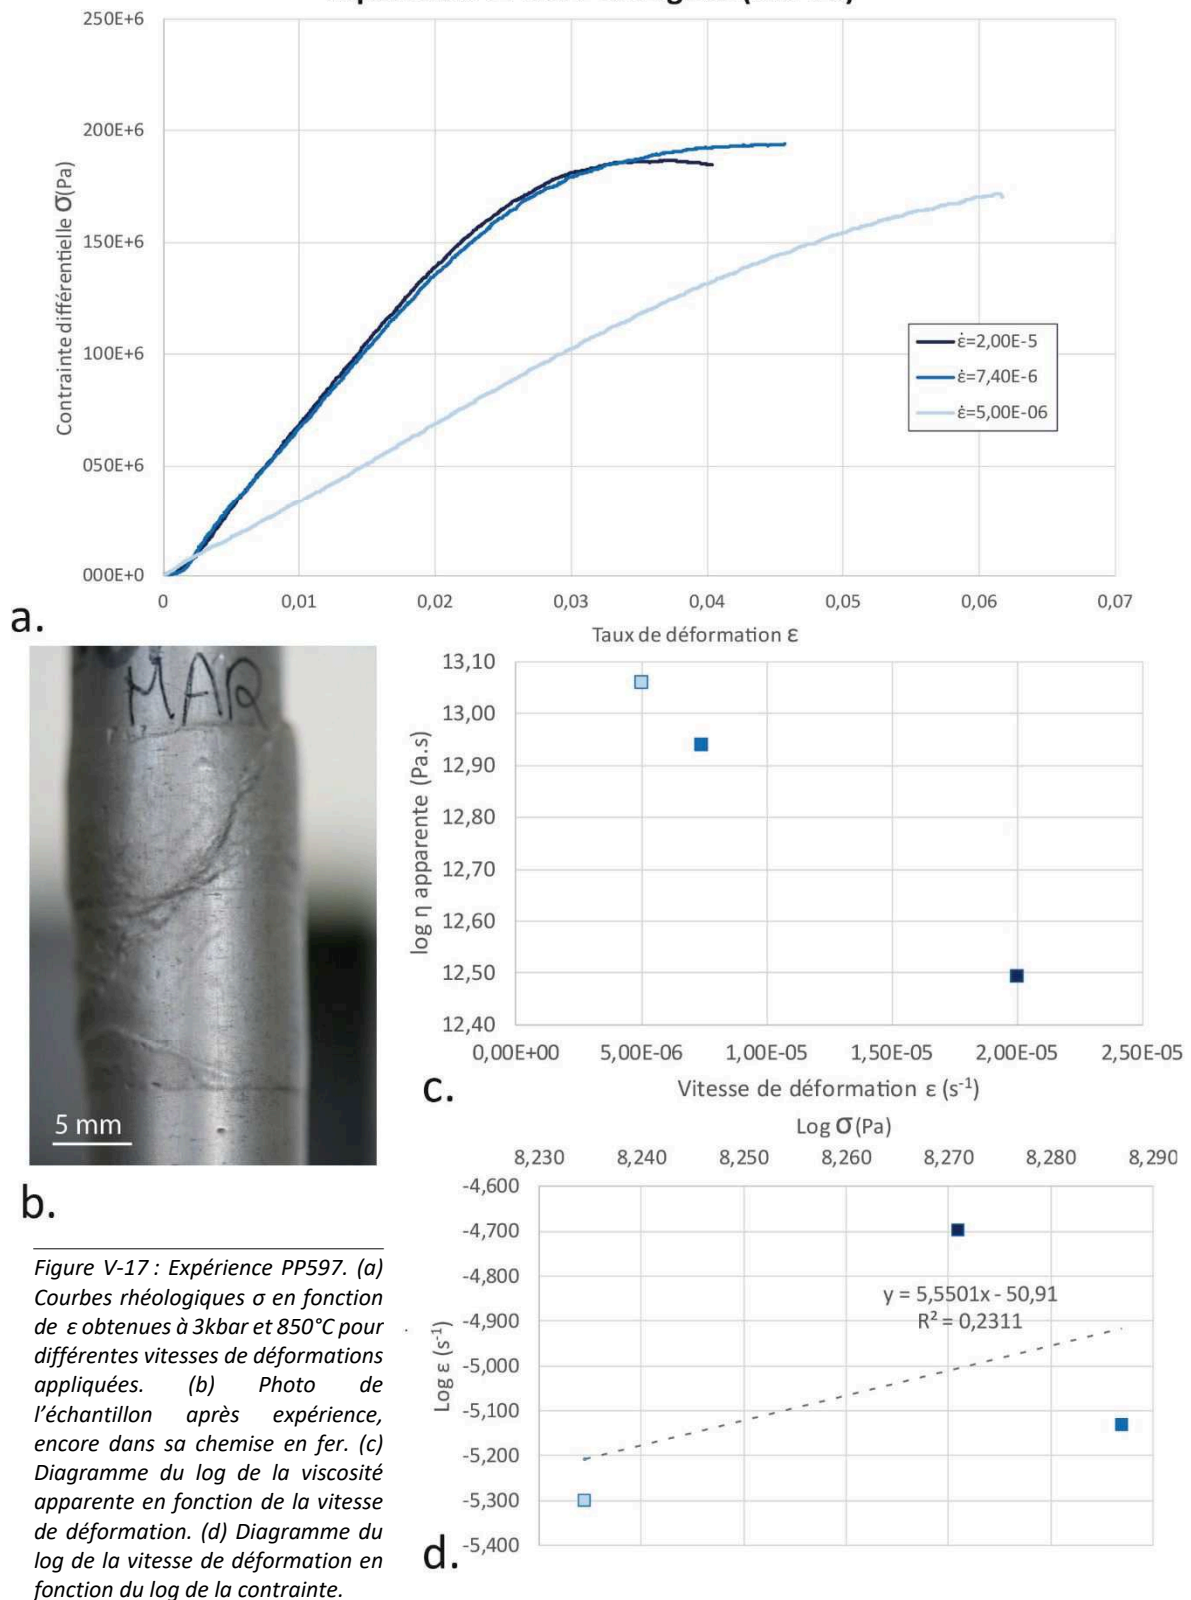 250E+6
200E+6
150E+6
100E+6
050E+6
000E+0
Contrainte différentielle σ(Pa)
ε̇=2,00E-5
ε̇=7,40E-6
ε̇=5,00E-06
0 0,01 0,02 0,03 0,04 0,05 0,06 0,07
Taux de déformation ε
a.
MAR
5 mm
b.
13,10
13,00
12,90
12,80
12,70
12,60
12,50
12,40
log η apparente (Pa.s)
0,00E+00 5,00E-06 1,00E-05 1,50E-05 2,00E-05 2,50E-05
Vitesse de déformation ε (s⁻¹)
c.
Log σ(Pa)
8,230 8,240 8,250 8,260 8,270 8,280 8,290
-4,600
-4,700
-4,800
-4,900
-5,000
-5,100
-5,200
-5,300
-5,400
Log ε (s⁻¹)
y = 5,5501x - 50,91
R² = 0,2311
d.
Figure V-17 : Expérience PP597. (a)
Courbes rhéologiques σ en fonction
de ε obtenues à 3kbar et 850°C pour
différentes vitesses de déformations
appliquées. (b) Photo de
l'échantillon après expérience,
encore dans sa chemise en fer. (c)
Diagramme du log de la viscosité
apparente en fonction de la vitesse
de déformation. (d) Diagramme du
log de la vitesse de déformation en
fonction du log de la contrainte.